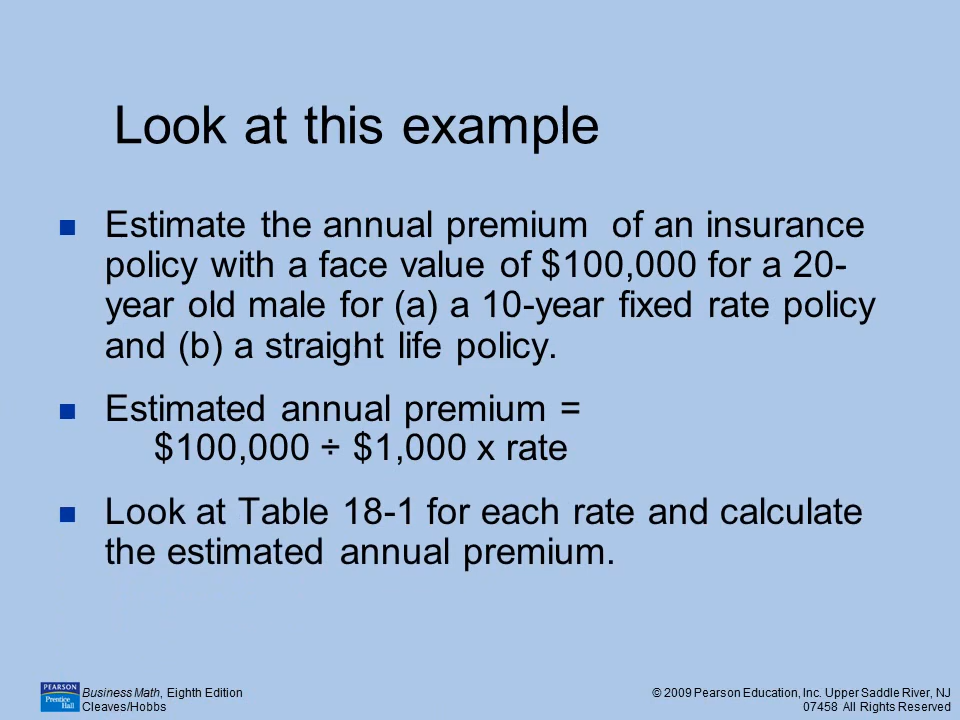 Look at this example
Estimate the annual premium of an insurance
policy with a face value of $100,000 for a 20-
year old male for (a) a 10-year fixed rate policy
and (b) a straight life policy.
Estimated annual premium =
$100,000 ÷ $1,000 x rate
Look at Table 18-1 for each rate and calculate
the estimated annual premium.
PEARSON
Prentice
Hall
Business Math, Eighth Edition
Cleaves/Hobbs
© 2009 Pearson Education, Inc. Upper Saddle River, NJ
07458 All Rights Reserved